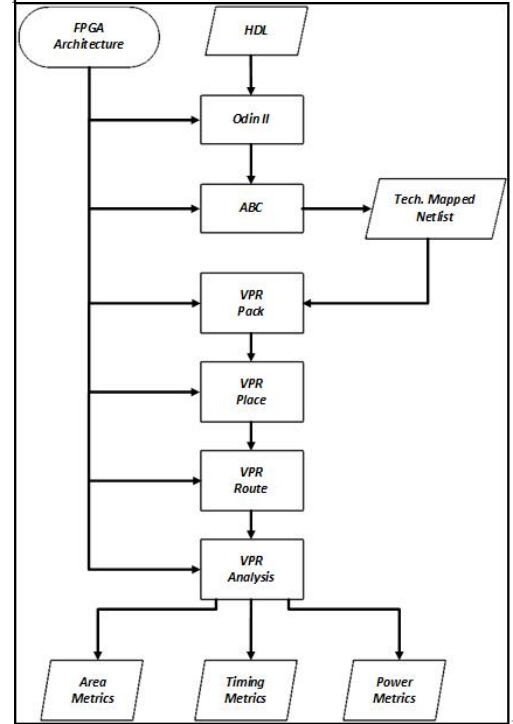 FPGA
Architecture
HDL
Odin II
ABC
Tech. Mapped
Netlist
VPR
Pack
VPR
Place
VPR
Route
VPR
Analysis
Area
Metrics
Timing
Metrics
Power
Metrics